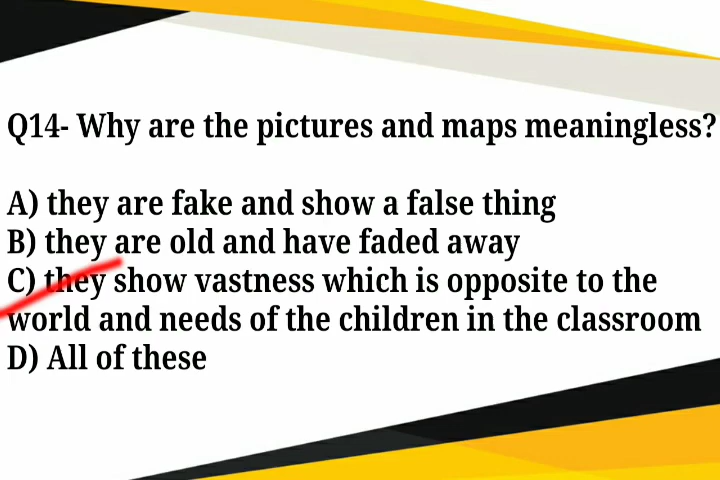 Q14- Why are the pictures and maps meaningless?
A) they are fake and show a false thing
B) they are old and have faded away
C) they show vastness which is opposite to the
world and needs of the children in the classroom
D) All of these